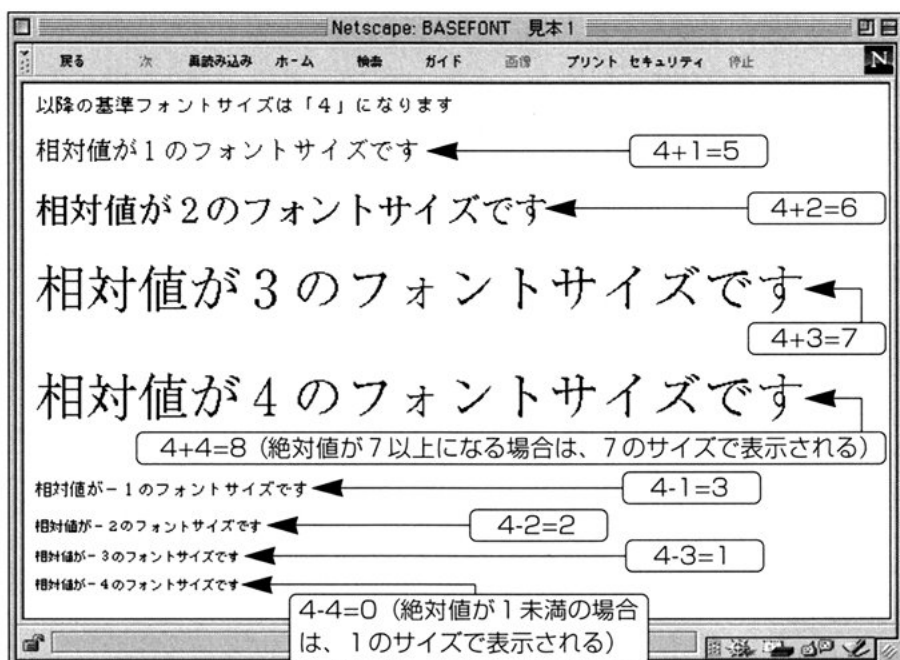 Netscape: BASEFONT 見本1
戻る 次 再読み込み ホーム 検索 ガイド 画像 プリント セキュリティ 停止
N
以降の基準フォントサイズは「4」になります
相対値が1のフォントサイズです 4+1=5
相対値が2のフォントサイズです 4+2=6
相対値が3のフォントサイズです
4+3=7
相対値が4のフォントサイズです
4+4=8（絶対値が7以上になる場合は、7のサイズで表示される）
相対値が-1のフォントサイズです 4-1=3
相対値が-2のフォントサイズです 4-2=2
相対値が-3のフォントサイズです 4-3=1
相対値が-4のフォントサイズです
4-4=0（絶対値が1未満の場合
は、1のサイズで表示される）